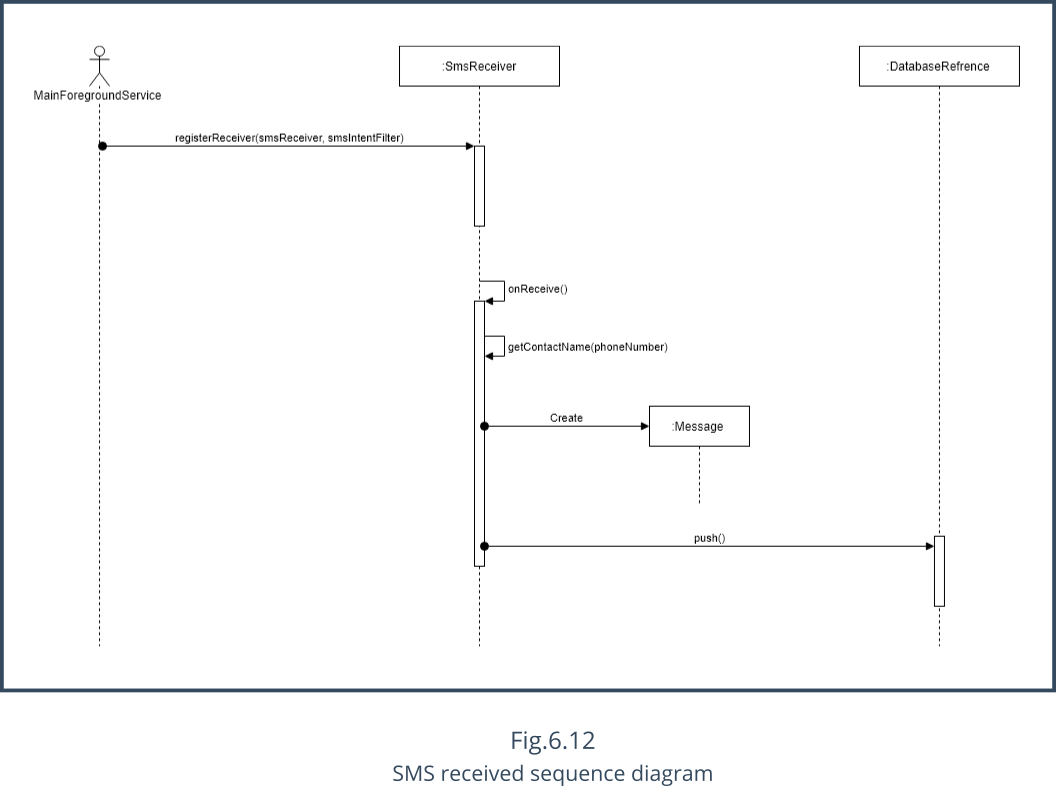 MainForegroundService
:SmsReceiver
:DatabaseRefrence
registerReceiver(smsReceiver, smsIntentFilter)
onReceive()
getContactName(phoneNumber)
Create
:Message
push()
Fig.6.12
SMS received sequence diagram